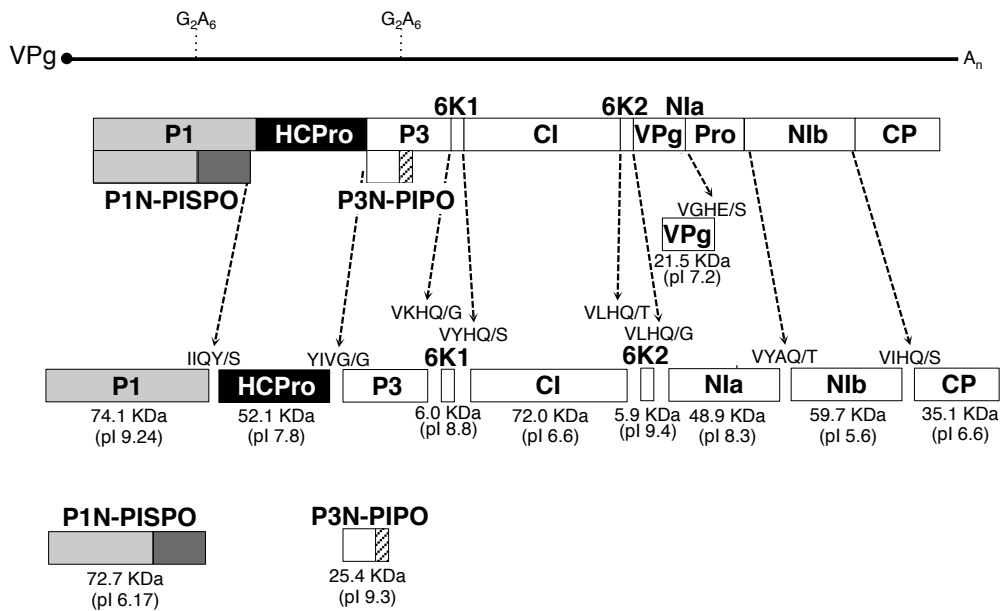 G₂A₆ G₂A₆
VPg Aₙ
6K1 6K2 NIa
P1 HCPro P3 CI VPg Pro NIb CP
P1N-PISPO P3N-PIPO
VGHE/S
VPg
21.5 KDa
(pI 7.2)
VKHQ/G VLHQ/T
VYHQ/S VLHQ/G
IIQY/S YIVG/G 6K1 6K2 VYAQ/T VIHQ/S
P1 HCPro P3 CI NIa NIb CP
74.1 KDa 52.1 KDa 6.0 KDa 72.0 KDa 5.9 KDa 48.9 KDa 59.7 KDa 35.1 KDa
(pI 9.24) (pI 7.8) (pI 8.8) (pI 6.6) (pI 9.4) (pI 8.3) (pI 5.6) (pI 6.6)
P1N-PISPO P3N-PIPO
72.7 KDa 25.4 KDa
(pI 6.17) (pI 9.3)